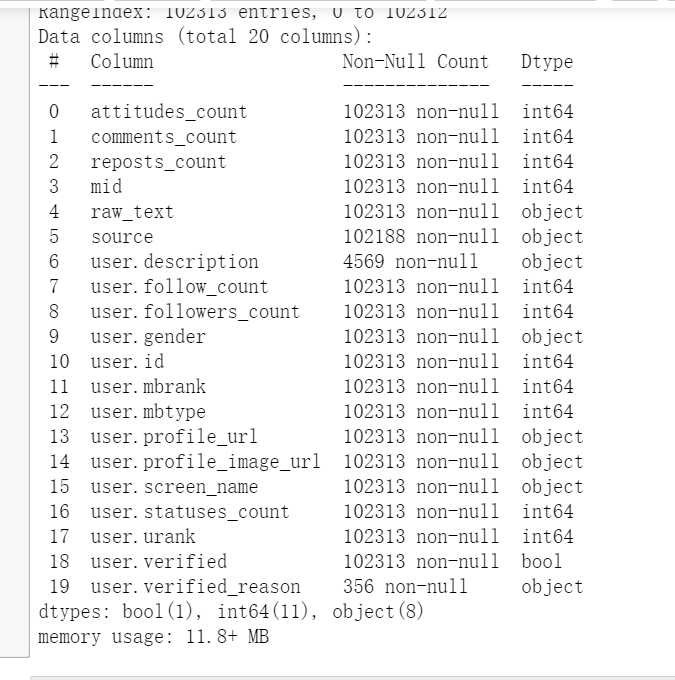 RangeIndex: 102313 entries, 0 to 102312
Data columns (total 20 columns):
 #   Column                  Non-Null Count   Dtype
---  ------                  --------------   -----
 0   attitudes_count         102313 non-null  int64
 1   comments_count          102313 non-null  int64
 2   reposts_count           102313 non-null  int64
 3   mid                     102313 non-null  int64
 4   raw_text                102313 non-null  object
 5   source                  102188 non-null  object
 6   user.description        4569 non-null    object
 7   user.follow_count       102313 non-null  int64
 8   user.followers_count    102313 non-null  int64
 9   user.gender             102313 non-null  object
 10  user.id                 102313 non-null  int64
 11  user.mbrank             102313 non-null  int64
 12  user.mbtype             102313 non-null  int64
 13  user.profile_url        102313 non-null  object
 14  user.profile_image_url  102313 non-null  object
 15  user.screen_name        102313 non-null  object
 16  user.statuses_count     102313 non-null  int64
 17  user.urank              102313 non-null  int64
 18  user.verified           102313 non-null  bool
 19  user.verified_reason    356 non-null     object
dtypes: bool(1), int64(11), object(8)
memory usage: 11.8+ MB